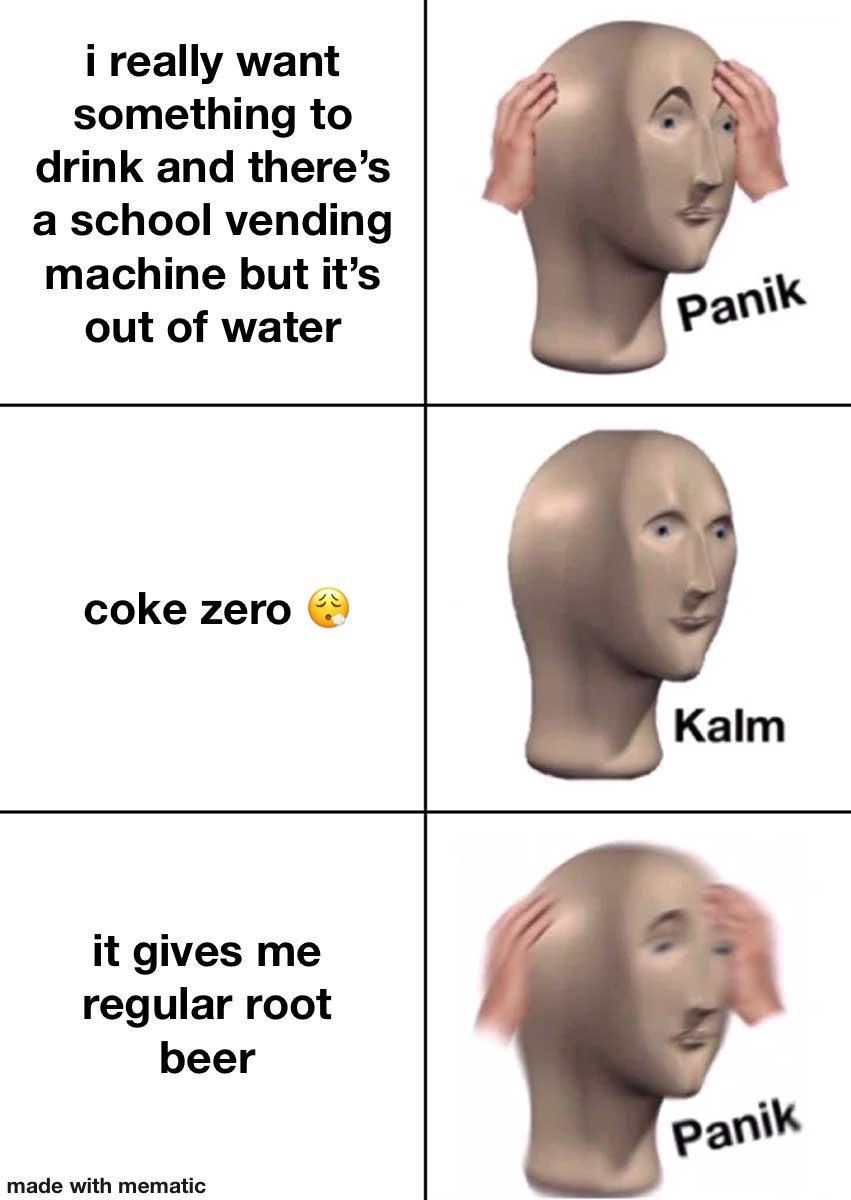 i really want
something to
drink and there’s
a school vending
machine but it’s
out of water
Panik
coke zero 😮‍💨
Kalm
it gives me
regular root
beer
Panik
made with mematic